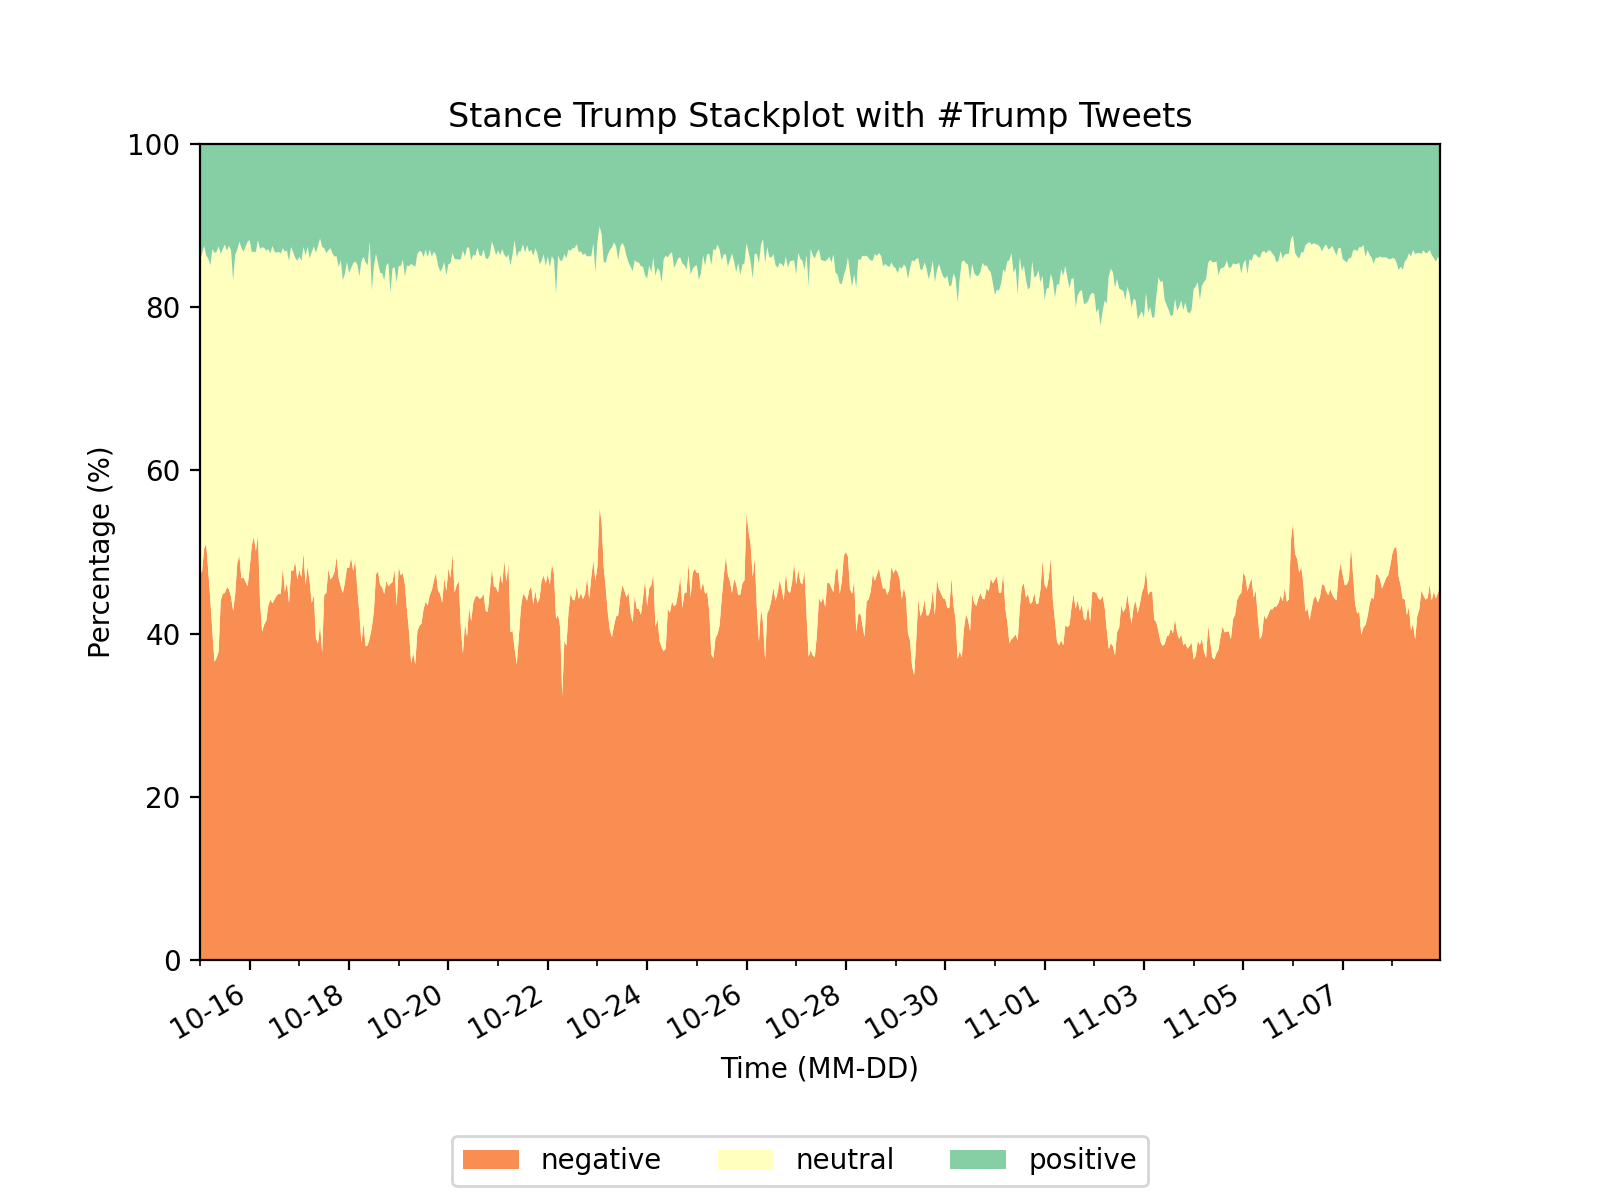 Stance Trump Stackplot with #Trump Tweets
100
80
60
40
20
0
Percentage (%)
10-16 10-18 10-20 10-22 10-24 10-26 10-28 10-30 11-01 11-03 11-05 11-07
Time (MM-DD)
negative neutral positive